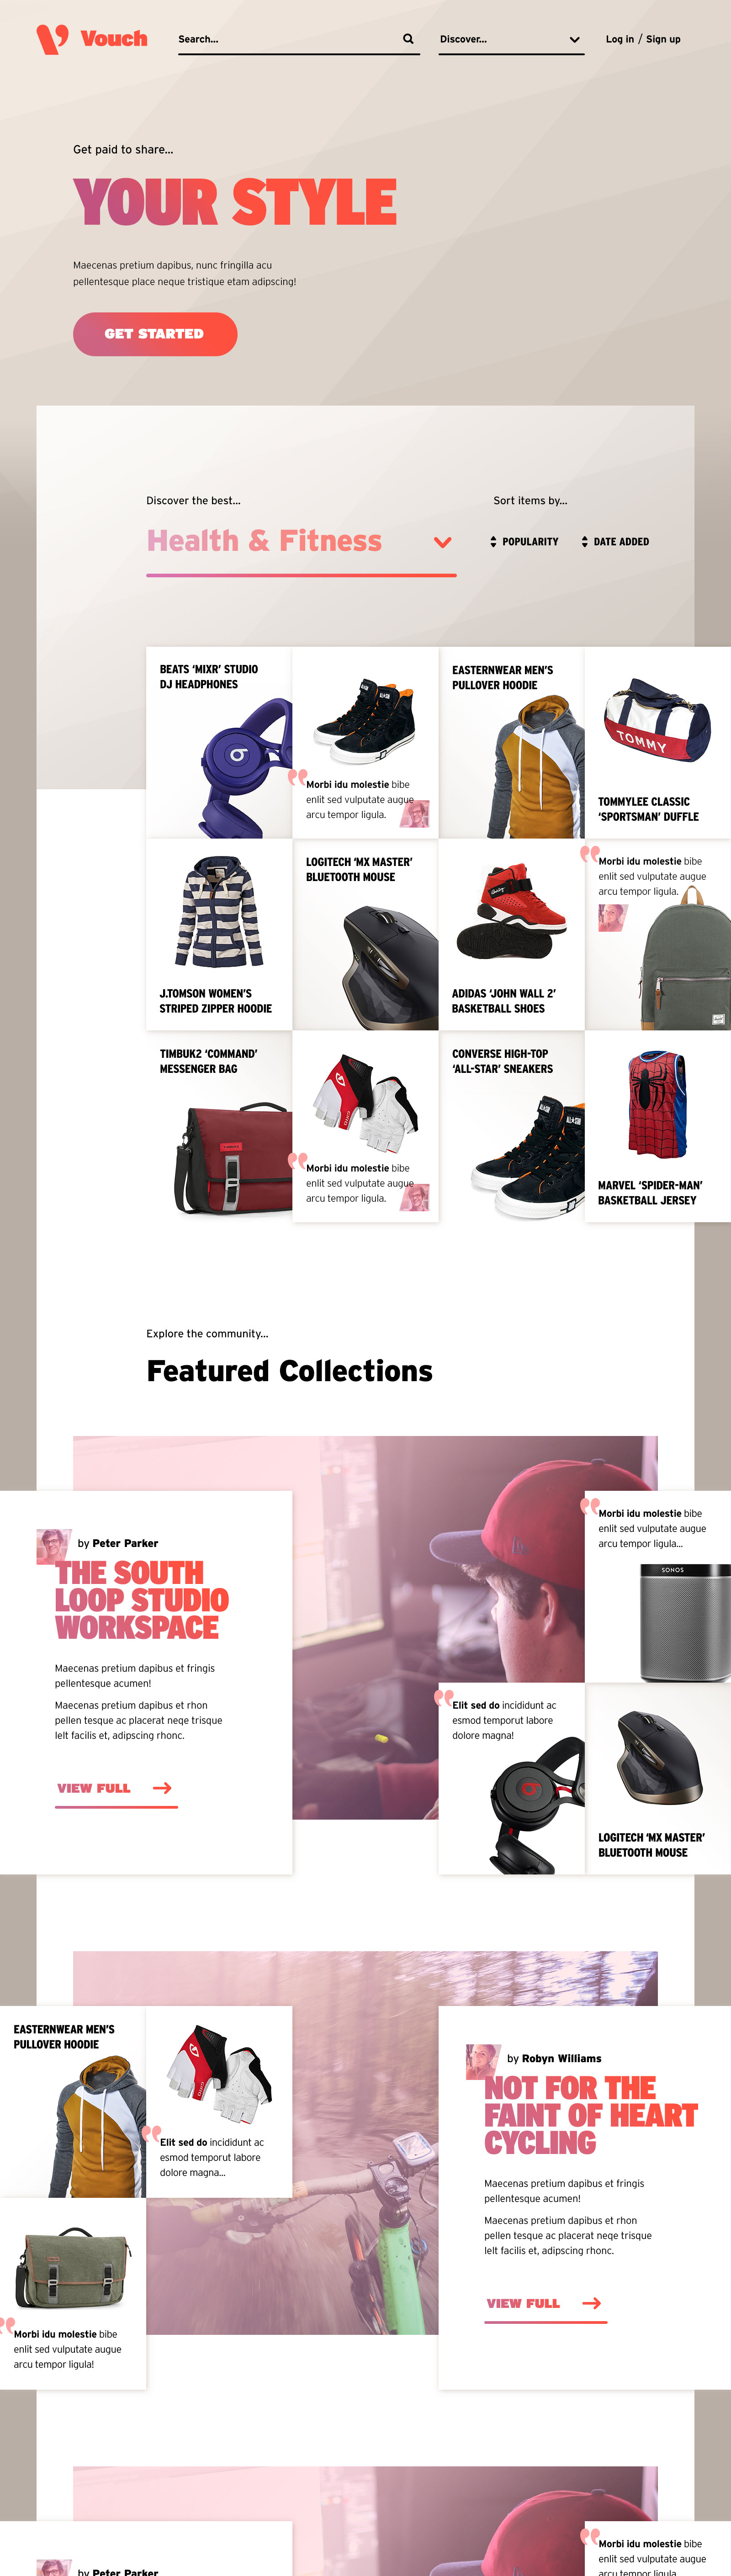 Vouch
Search...
Discover...
Log in / Sign up
Get paid to share...
YOUR STYLE
Maecenas pretium dapibus, nunc fringilla acu
pellentesque place neque tristique etam adipscing!
GET STARTED
Discover the best...
Sort items by...
Health & Fitness
POPULARITY
DATE ADDED
BEATS ‘MIXR’ STUDIO
DJ HEADPHONES
“Morbi idu molestie bibe
enlit sed vulputate augue
arcu tempor ligula.
EASTERNWEAR MEN’S
PULLOVER HOODIE
TOMMY
TOMMYLEE CLASSIC
‘SPORTSMAN’ DUFFLE
J.TOMSON WOMEN’S
STRIPED ZIPPER HOODIE
LOGITECH ‘MX MASTER’
BLUETOOTH MOUSE
ADIDAS ‘JOHN WALL 2’
BASKETBALL SHOES
“Morbi idu molestie bibe
enlit sed vulputate augue
arcu tempor ligula.
TIMBUK2 ‘COMMAND’
MESSENGER BAG
“Morbi idu molestie bibe
enlit sed vulputate augue
arcu tempor ligula.
CONVERSE HIGH-TOP
‘ALL-STAR’ SNEAKERS
MARVEL ‘SPIDER-MAN’
BASKETBALL JERSEY
Explore the community...
Featured Collections
by Peter Parker
THE SOUTH
LOOP STUDIO
WORKSPACE
Maecenas pretium dapibus et fringis
pellentesque acumen!
Maecenas pretium dapibus et rhon
pellen tesque ac placerat neqe trisque
lelt facilis et, adipscing rhonc.
VIEW FULL
“Morbi idu molestie bibe
enlit sed vulputate augue
arcu tempor ligula...
SONOS
“Elit sed do incididunt ac
esmod temporut labore
dolore magna!
LOGITECH ‘MX MASTER’
BLUETOOTH MOUSE
EASTERNWEAR MEN’S
PULLOVER HOODIE
“Elit sed do incididunt ac
esmod temporut labore
dolore magna...
“Morbi idu molestie bibe
enlit sed vulputate augue
arcu tempor ligula!
by Robyn Williams
NOT FOR THE
FAINT OF HEART
CYCLING
Maecenas pretium dapibus et fringis
pellentesque acumen!
Maecenas pretium dapibus et rhon
pellen tesque ac placerat neqe trisque
lelt facilis et, adipscing rhonc.
VIEW FULL
by Peter Parker
“Morbi idu molestie bibe
enlit sed vulputate augue
arcu tempor ligula